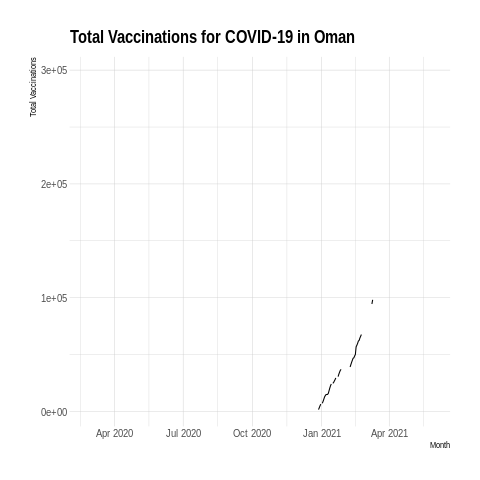 Total Vaccinations for COVID-19 in Oman
Total Vaccinations
3e+05
2e+05
1e+05
0e+00
Apr 2020
Jul 2020
Oct 2020
Jan 2021
Apr 2021
Month